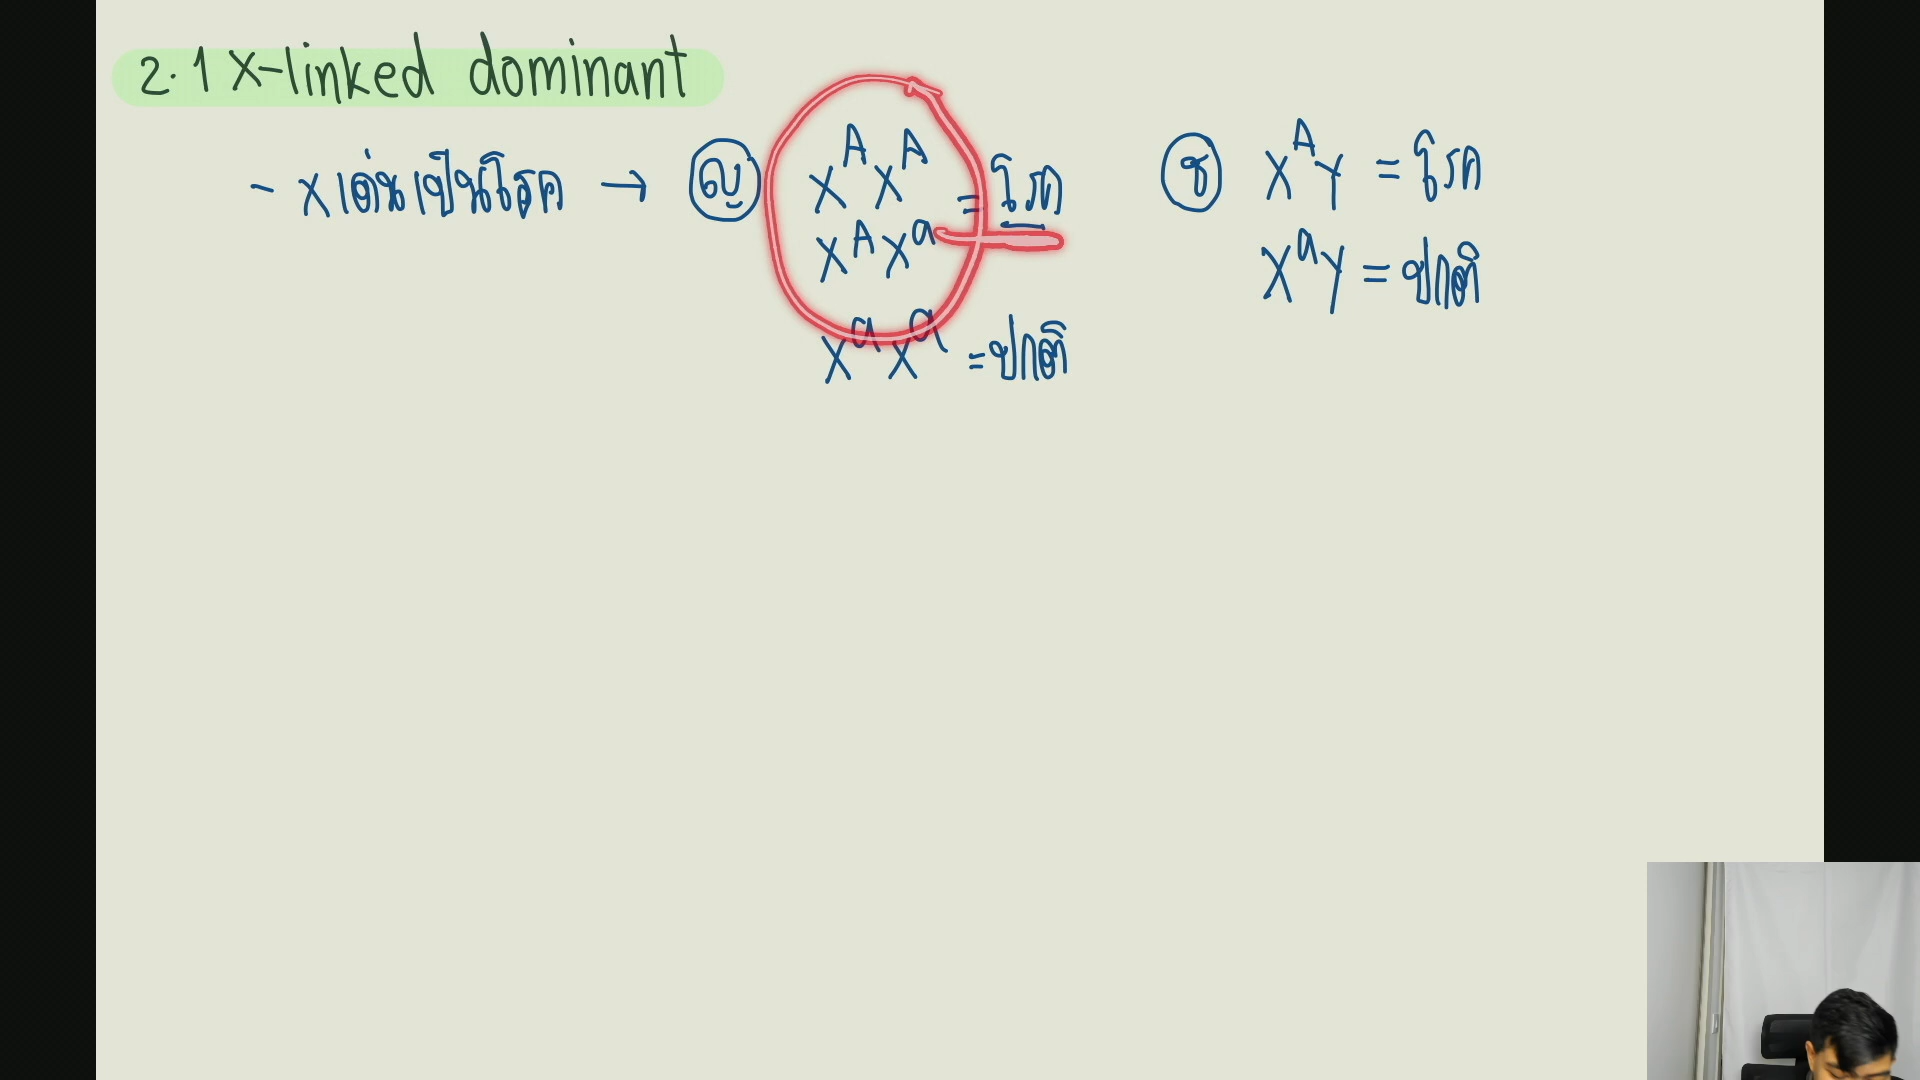 2.1 X-linked dominant
- X เด่นเป็นโรค → ญ X^A X^A = โรค ช X^A Y = โรค
X^A X^a X^a Y = ปกติ
X^a X^a = ปกติ